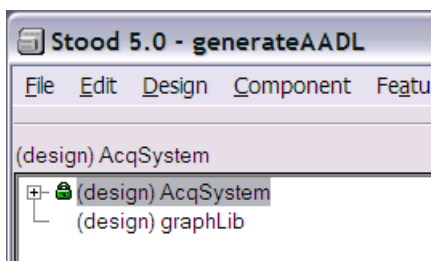 Stood 5.0 - generateAADL
File Edit Design Component Featu
(design) AcqSystem
(design) AcqSystem
(design) graphLib